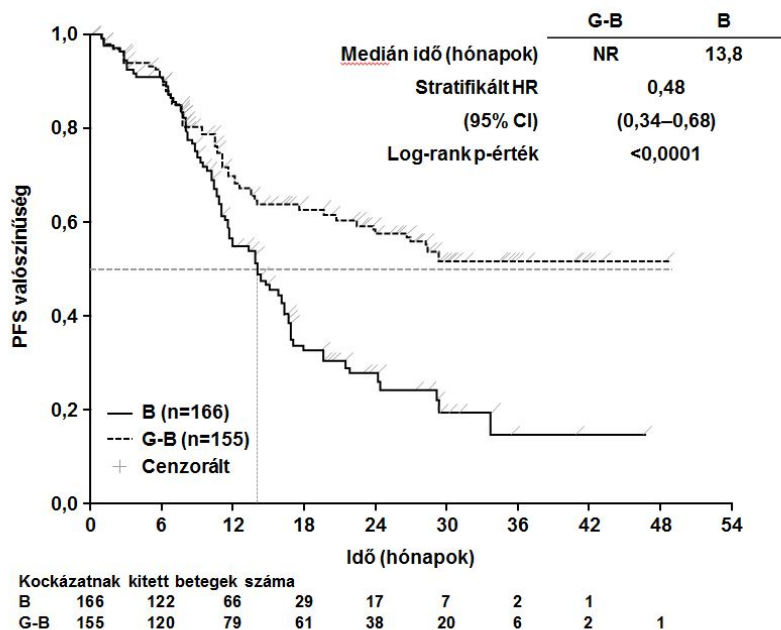 G-B B
Medián idő (hónapok) NR 13,8
Stratifikált HR 0,48
(95% CI) (0,34–0,68)
Log-rank p-érték <0,0001
PFS valószínűség
1,0
0,8
0,6
0,4
0,2
0,0
B (n=166)
G-B (n=155)
Cenzorált
0 6 12 18 24 30 36 42 48 54
Idő (hónapok)
Kockázatnak kitett betegek száma
B 166 122 66 29 17 7 2 1
G-B 155 120 79 61 38 20 6 2 1